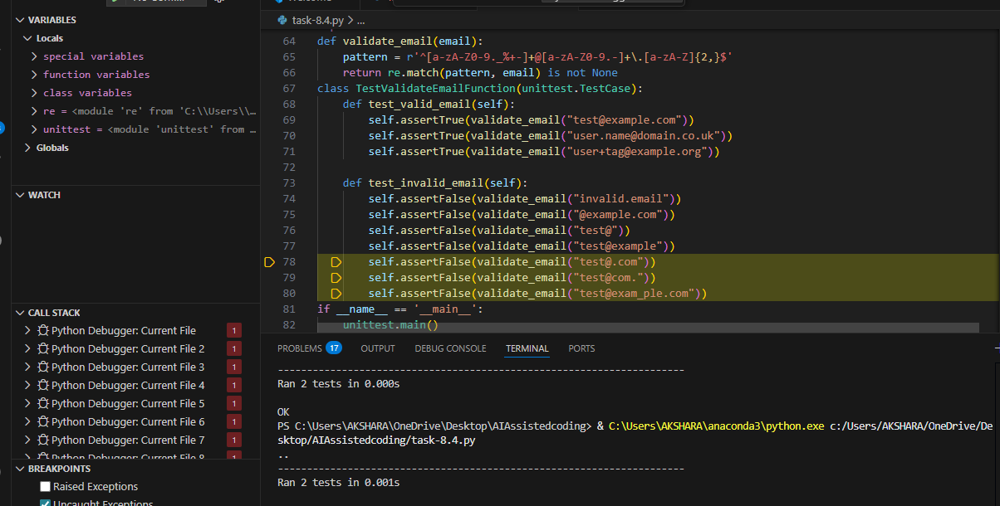 VARIABLES
Locals
special variables
function variables
class variables
re = <module 're' from 'C:\\Users\\...
unittest = <module 'unittest' from ...
Globals
WATCH
CALL STACK
Python Debugger: Current File 1
Python Debugger: Current File 2 1
Python Debugger: Current File 3 1
Python Debugger: Current File 4 1
Python Debugger: Current File 5 1
Python Debugger: Current File 6 1
Python Debugger: Current File 7 1
Python Debugger: Current File 8 1
BREAKPOINTS
Raised Exceptions
Uncaught Exceptions
task-8.4.py > ...
64 def validate_email(email):
65 pattern = r'^[a-zA-Z0-9._%+-]+@[a-zA-Z0-9.-]+\.[a-zA-Z]{2,}$'
66 return re.match(pattern, email) is not None
67 class TestValidateEmailFunction(unittest.TestCase):
68 def test_valid_email(self):
69 self.assertTrue(validate_email("test@example.com"))
70 self.assertTrue(validate_email("user.name@domain.co.uk"))
71 self.assertTrue(validate_email("user+tag@example.org"))
72
73 def test_invalid_email(self):
74 self.assertFalse(validate_email("invalid.email"))
75 self.assertFalse(validate_email("@example.com"))
76 self.assertFalse(validate_email("test@"))
77 self.assertFalse(validate_email("test@example"))
78 self.assertFalse(validate_email("test@.com"))
79 self.assertFalse(validate_email("test@com."))
80 self.assertFalse(validate_email("test@exam_ple.com"))
81 if __name__ == '__main__':
82 unittest.main()
PROBLEMS 17 OUTPUT DEBUG CONSOLE TERMINAL PORTS
----------------------------------------------------------------------
Ran 2 tests in 0.000s
OK
PS C:\Users\AKSHARA\OneDrive\Desktop\AIAssistedcoding> & C:\Users\AKSHARA\anaconda3\python.exe c:/Users/AKSHARA/OneDrive/De
sktop/AIAssistedcoding/task-8.4.py
..
----------------------------------------------------------------------
Ran 2 tests in 0.001s